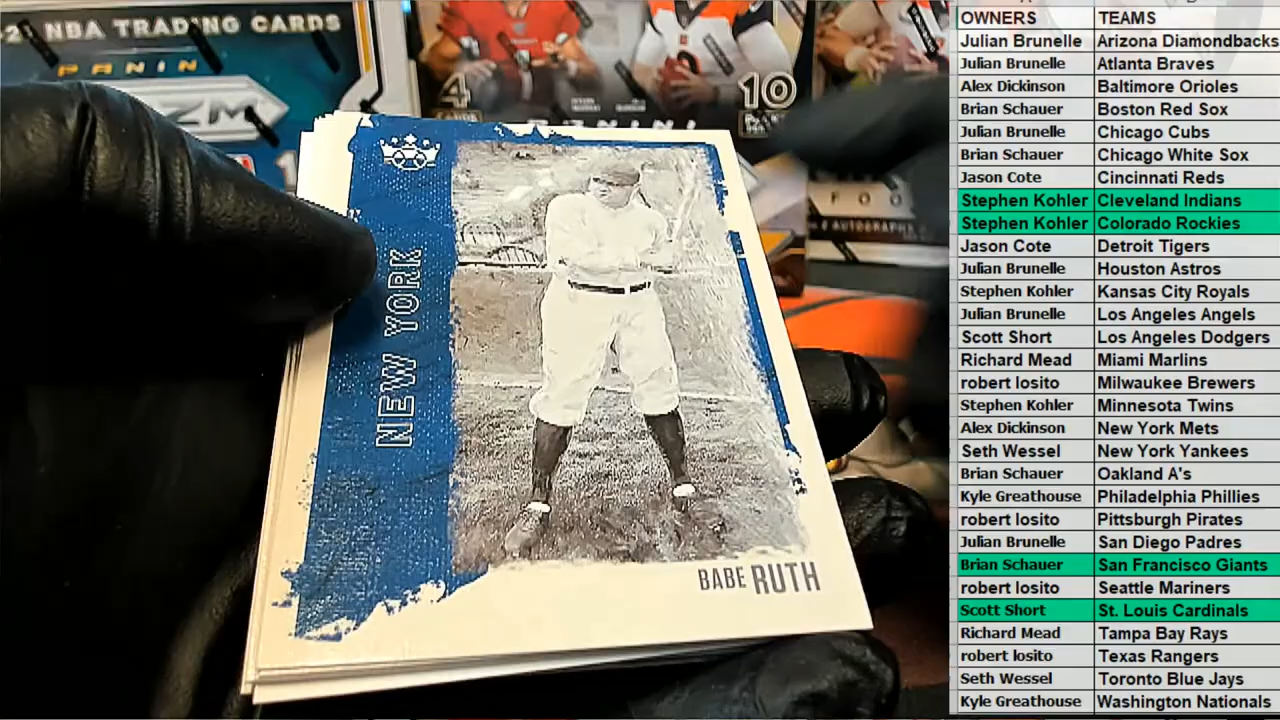 21 NBA TRADING CARDS
PANINI
4
10
PANINI
FOO
AUTOGRAPHS
NEW YORK
BABE RUTH
OWNERS TEAMS
Julian Brunelle Arizona Diamondbacks
Julian Brunelle Atlanta Braves
Alex Dickinson Baltimore Orioles
Brian Schauer Boston Red Sox
Julian Brunelle Chicago Cubs
Brian Schauer Chicago White Sox
Jason Cote Cincinnati Reds
Stephen Kohler Cleveland Indians
Stephen Kohler Colorado Rockies
Jason Cote Detroit Tigers
Julian Brunelle Houston Astros
Stephen Kohler Kansas City Royals
Julian Brunelle Los Angeles Angels
Scott Short Los Angeles Dodgers
Richard Mead Miami Marlins
robert losito Milwaukee Brewers
Stephen Kohler Minnesota Twins
Alex Dickinson New York Mets
Seth Wessel New York Yankees
Brian Schauer Oakland A's
Kyle Greathouse Philadelphia Phillies
robert losito Pittsburgh Pirates
Julian Brunelle San Diego Padres
Brian Schauer San Francisco Giants
robert losito Seattle Mariners
Scott Short St. Louis Cardinals
Richard Mead Tampa Bay Rays
robert losito Texas Rangers
Seth Wessel Toronto Blue Jays
Kyle Greathouse Washington Nationals